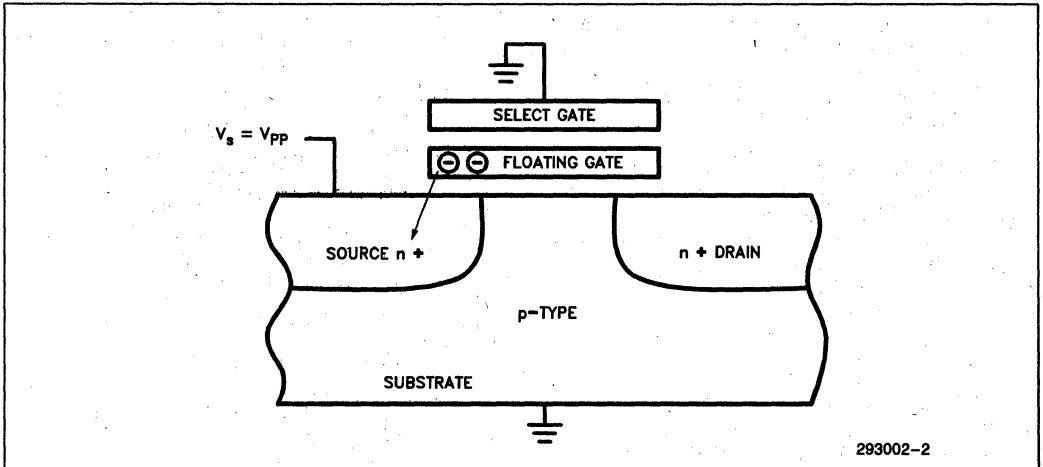 SELECT GATE
V_s = V_PP
⊖ ⊖ FLOATING GATE
SOURCE n +
n + DRAIN
p-TYPE
SUBSTRATE
293002-2